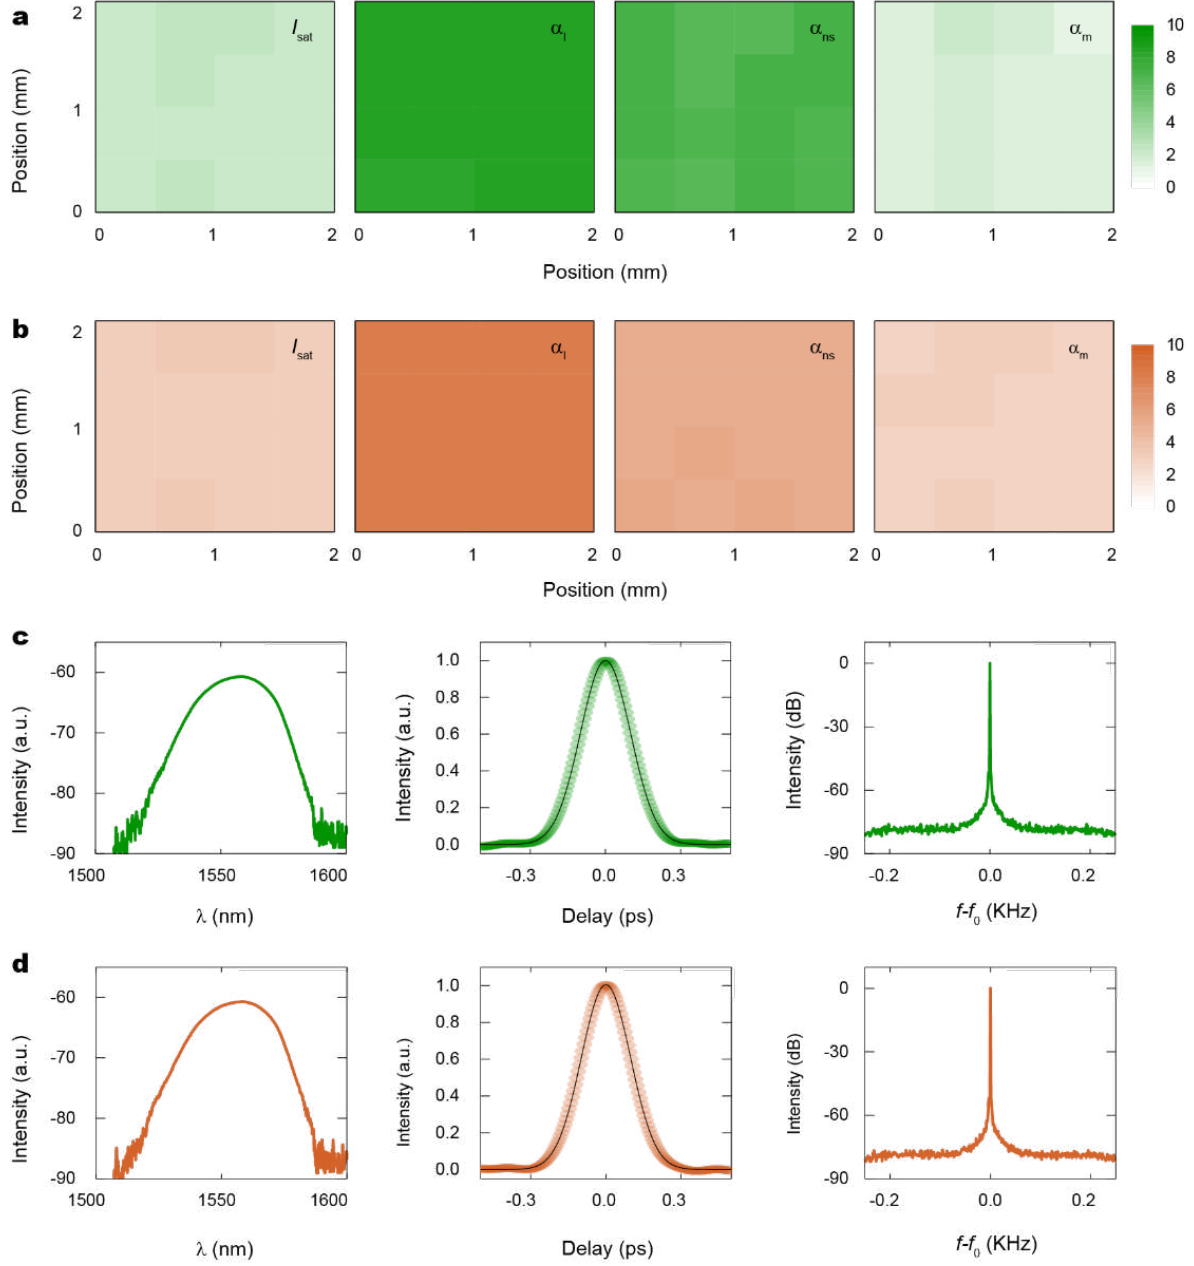 a
I_sat α_l α_ns α_m
2
1
0
Position (mm)
0 1 2 0 1 2 0 1 2 0 1 2
Position (mm)
10
8
6
4
2
0
b
I_sat α_l α_ns α_m
2
1
0
Position (mm)
0 1 2 0 1 2 0 1 2 0 1 2
Position (mm)
10
8
6
4
2
0
c
Intensity (a.u.)
-60
-70
-80
-90
1500 1550 1600
λ (nm)
Intensity (a.u.)
1.0
0.8
0.6
0.4
0.2
0.0
-0.3 0.0 0.3
Delay (ps)
Intensity (dB)
0
-30
-60
-90
-0.2 0.0 0.2
f-f_0 (KHz)
d
Intensity (a.u.)
-60
-70
-80
-90
1500 1550 1600
λ (nm)
Intensity (a.u.)
1.0
0.8
0.6
0.4
0.2
0.0
-0.3 0.0 0.3
Delay (ps)
Intensity (dB)
0
-30
-60
-90
-0.2 0.0 0.2
f-f_0 (KHz)